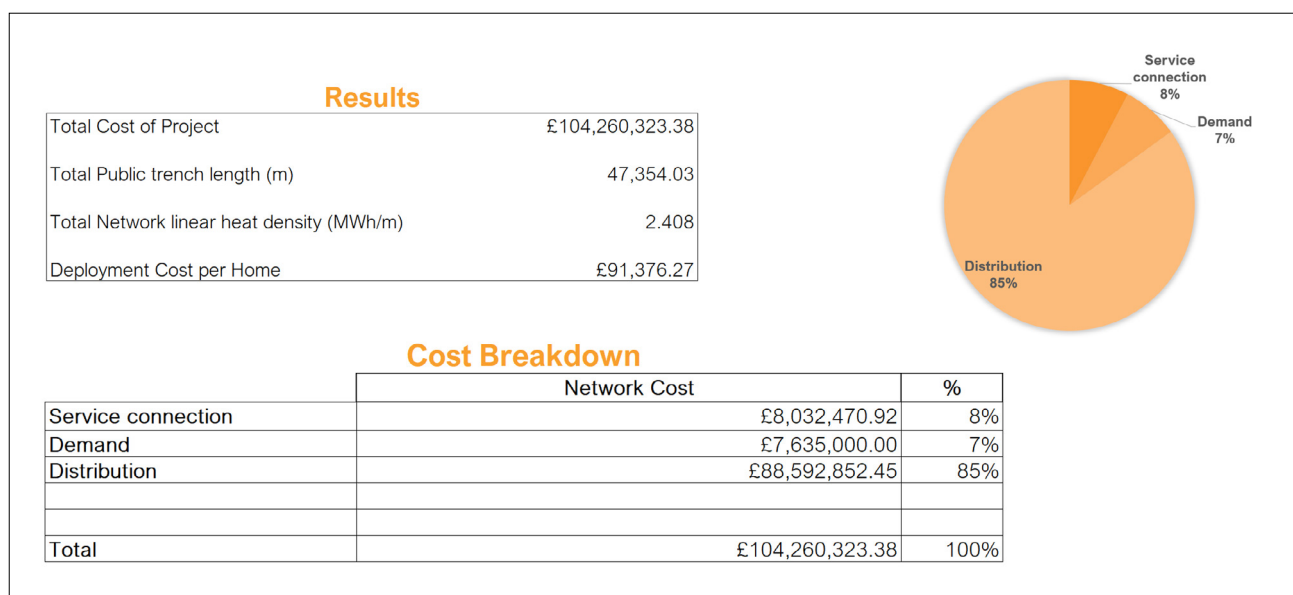 Results
Total Cost of Project £104,260,323.38
Total Public trench length (m) 47,354.03
Total Network linear heat density (MWh/m) 2.408
Deployment Cost per Home £91,376.27
Service
connection
8%
Demand
7%
Distribution
85%
Cost Breakdown
Network Cost %
Service connection £8,032,470.92 8%
Demand £7,635,000.00 7%
Distribution £88,592,852.45 85%
Total £104,260,323.38 100%